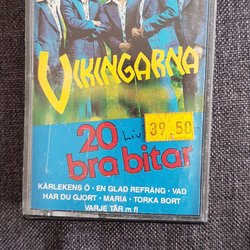 VIKINGARNA
20
Liv
39.50
bra bitar
KÄRLEKENS Ö · EN GLAD REFRÄNG · VAD
HAR DU GJORT · MARIA · TORKA BORT
VARJE TÅR m fl